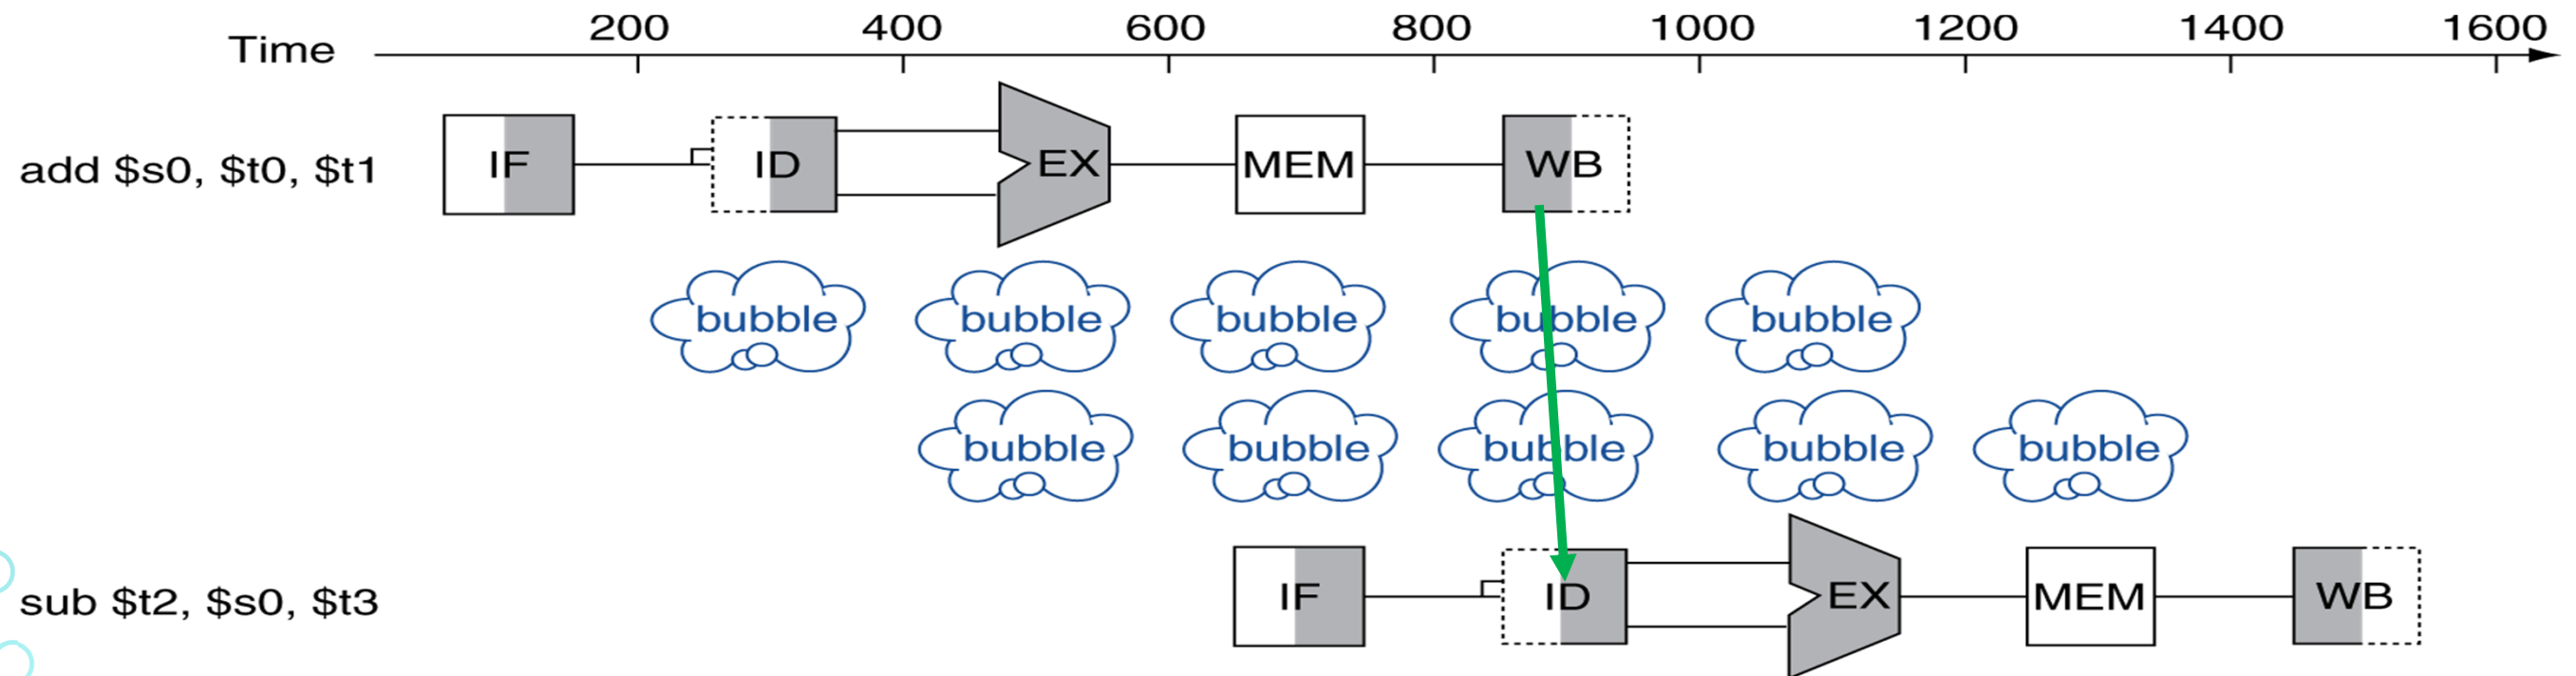 200 400 600 800 1000 1200 1400 1600
Time
add $s0, $t0, $t1 IF ID EX MEM WB
bubble bubble bubble bubble bubble
bubble bubble bubble bubble bubble
sub $t2, $s0, $t3 IF ID EX MEM WB